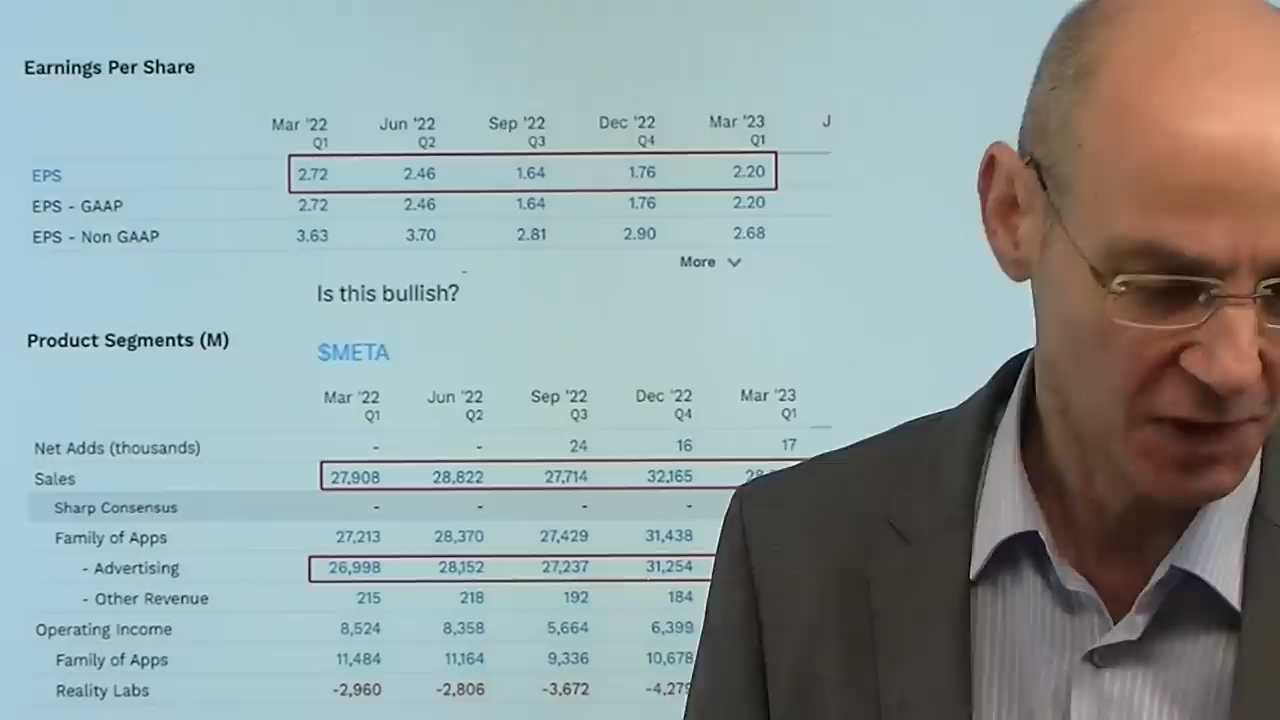 Earnings Per Share
Mar '22 Jun '22 Sep '22 Dec '22 Mar '23 J
Q1 Q2 Q3 Q4 Q1
EPS 2.72 2.46 1.64 1.76 2.20
EPS - GAAP 2.72 2.46 1.64 1.76 2.20
EPS - Non GAAP 3.63 3.70 2.81 2.90 2.68
More
Is this bullish?
Product Segments (M) $META
Mar '22 Jun '22 Sep '22 Dec '22 Mar '23
Q1 Q2 Q3 Q4 Q1
Net Adds (thousands) - - 24 16 17
Sales 27,908 28,822 27,714 32,165
Sharp Consensus - - - -
Family of Apps 27,213 28,370 27,429 31,438
- Advertising 26,998 28,152 27,237 31,254
- Other Revenue 215 218 192 184
Operating Income 8,524 8,358 5,664 6,399
Family of Apps 11,484 11,164 9,336 10,678
Reality Labs -2,960 -2,806 -3,672